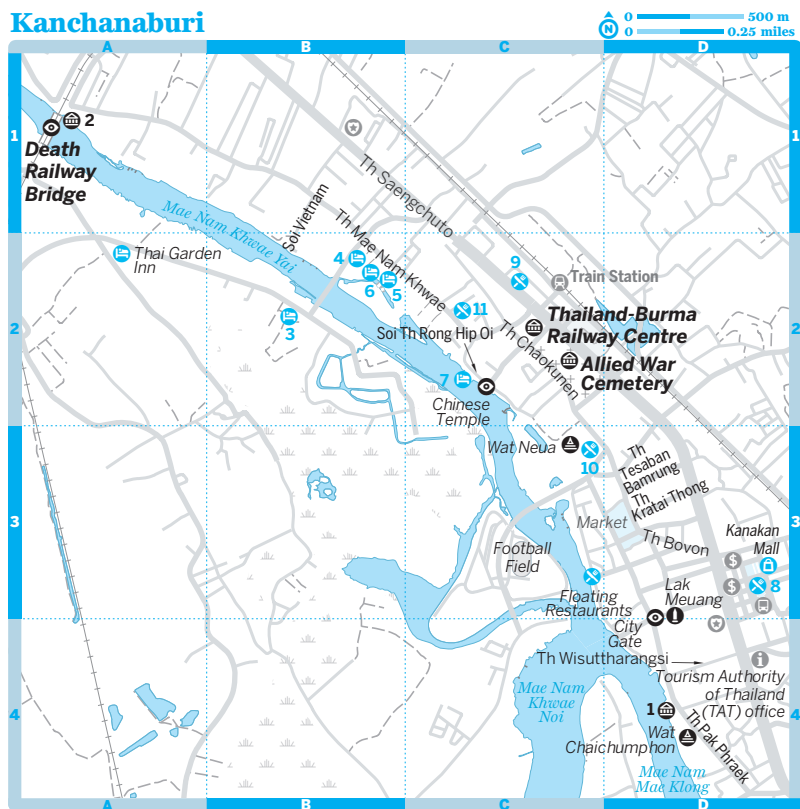 Kanchanaburi
N
0 500 m
0 0.25 miles
A
B
C
D
1
1
2
Death
Railway
Bridge
Th Saengchuto
Mae Nam Khwae Yai
Soi Vietnam
Th Mae Nam Khwae
Thai Garden
Inn
4
6
5
9
Train Station
11
3
2
2
Thailand-Burma
Railway Centre
Soi Th Rong Hip Oi
Th Chaokunen
Allied War
Cemetery
7
Chinese
Temple
Wat Neua
10
Th
Tesaban
Bamrung
Th
Kratai Thong
3
3
Market
Th Bovon
Kanakan
Mall
$
$
8
Football
Field
Floating
Restaurants
Lak
Meuang
City
Gate
Th Wisuttharangsi
i
Tourism Authority
of Thailand
(TAT) office
4
4
Mae Nam
Khwae
Noi
1
Wat
Chaichumphon
Th Pak Phraek
Mae Nam
Mae Klong
A
B
C
D